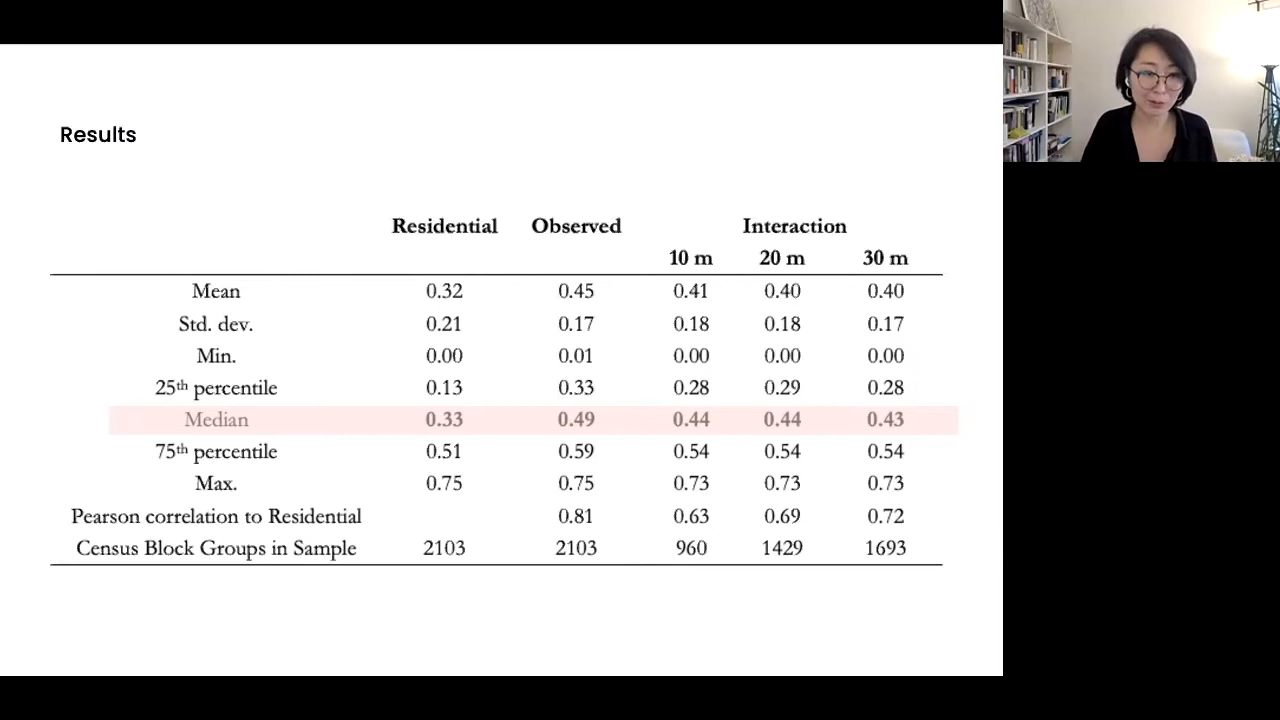 Results
Residential Observed Interaction
10 m 20 m 30 m
Mean 0.32 0.45 0.41 0.40 0.40
Std. dev. 0.21 0.17 0.18 0.18 0.17
Min. 0.00 0.01 0.00 0.00 0.00
25th percentile 0.13 0.33 0.28 0.29 0.28
Median 0.33 0.49 0.44 0.44 0.43
75th percentile 0.51 0.59 0.54 0.54 0.54
Max. 0.75 0.75 0.73 0.73 0.73
Pearson correlation to Residential 0.81 0.63 0.69 0.72
Census Block Groups in Sample 2103 2103 960 1429 1693